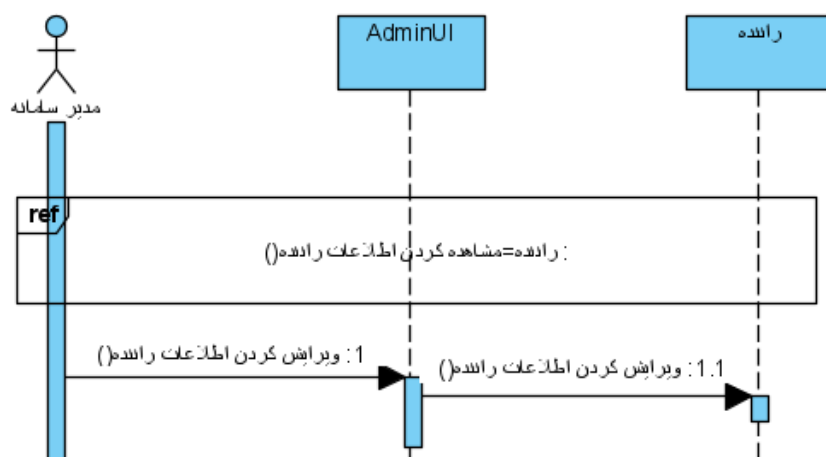 AdminUI
راننده
مدیر سامانه
ref
: راننده=مشاهده کردن اطلاعات راننده()
1: ویرایش کردن اطلاعات راننده()
1.1: ویرایش کردن اطلاعات راننده()